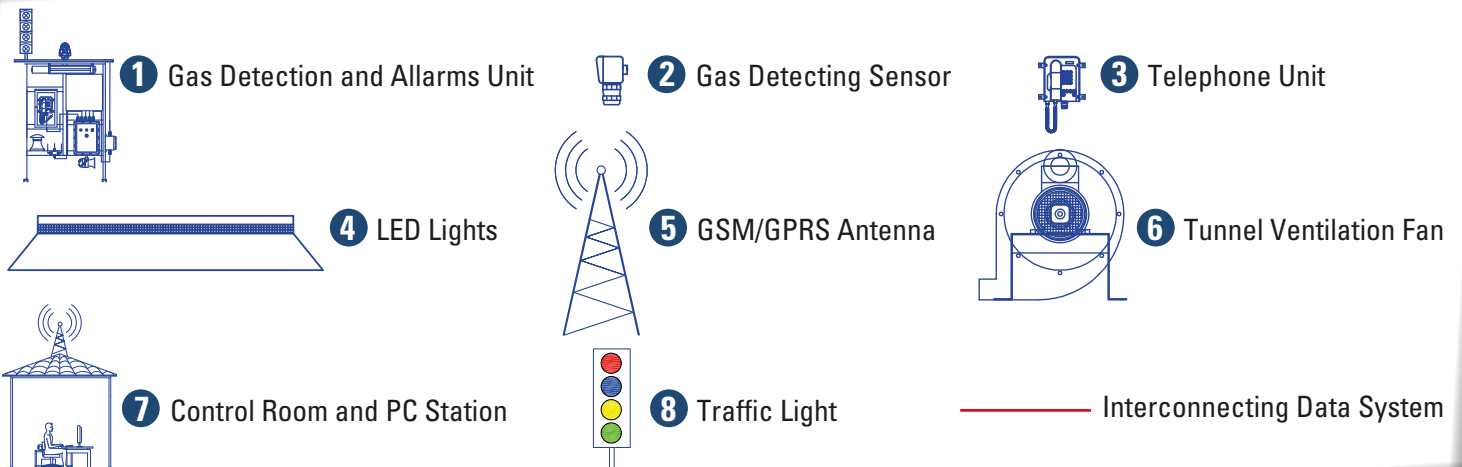 1 Gas Detection and Allarms Unit
2 Gas Detecting Sensor
3 Telephone Unit
4 LED Lights
5 GSM/GPRS Antenna
6 Tunnel Ventilation Fan
7 Control Room and PC Station
8 Traffic Light
Interconnecting Data System